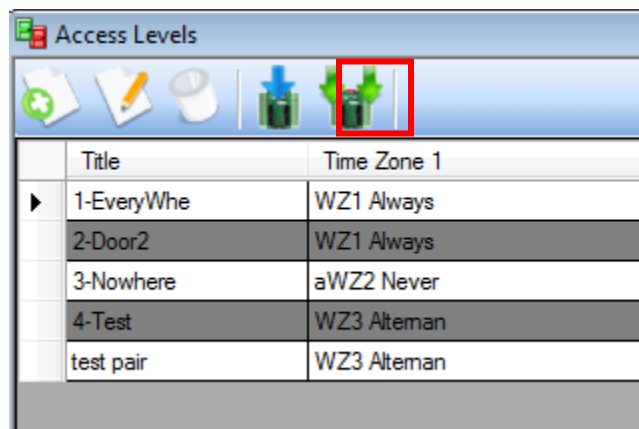 Access Levels
Title Time Zone 1
1-EveryWhe WZ1 Always
2-Door2 WZ1 Always
3-Nowhere aWZ2 Never
4-Test WZ3 Alternan
test pair WZ3 Alternan